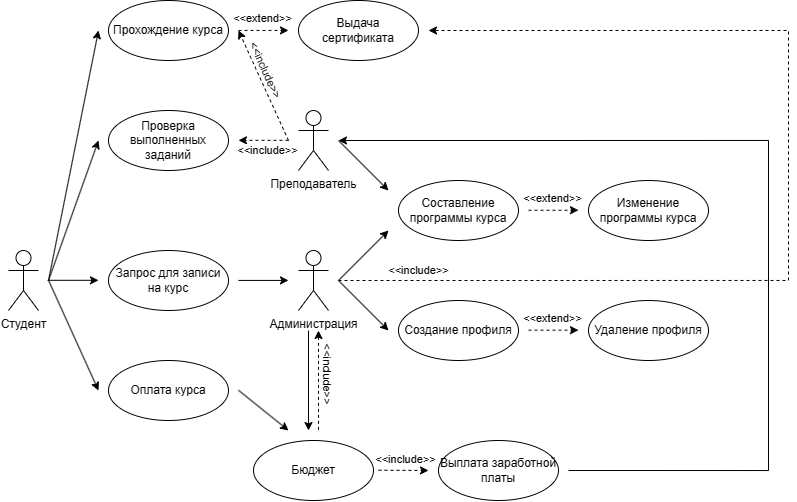 Прохождение курса
<<extend>>
Выдача
сертификата
<<include>>
Проверка
выполненных
заданий
<<include>>
Преподаватель
Составление
программы курса
<<extend>>
Изменение
программы курса
Студент
Запрос для записи
на курс
Администрация
<<include>>
Создание профиля
<<extend>>
Удаление профиля
<<include>>
Оплата курса
Бюджет
<<include>>
Выплата заработной
платы